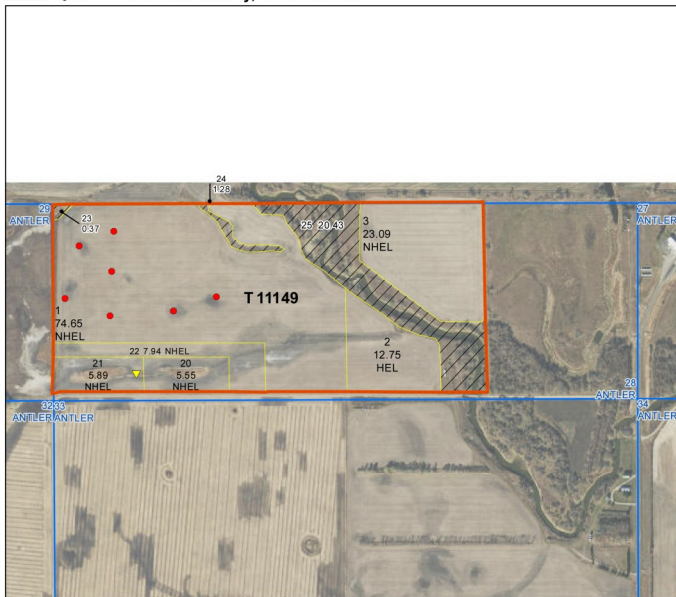 24
1.28
29
ANTLER
23
0.37
25 20.43
3
23.09
NHEL
27
ANTLER
T 11149
1
74.65
NHEL
2
12.75
HEL
22 7.94 NHEL
21
5.89
NHEL
20
5.55
NHEL
28
ANTLER
32 33
ANTLER ANTLER
34
ANTLER